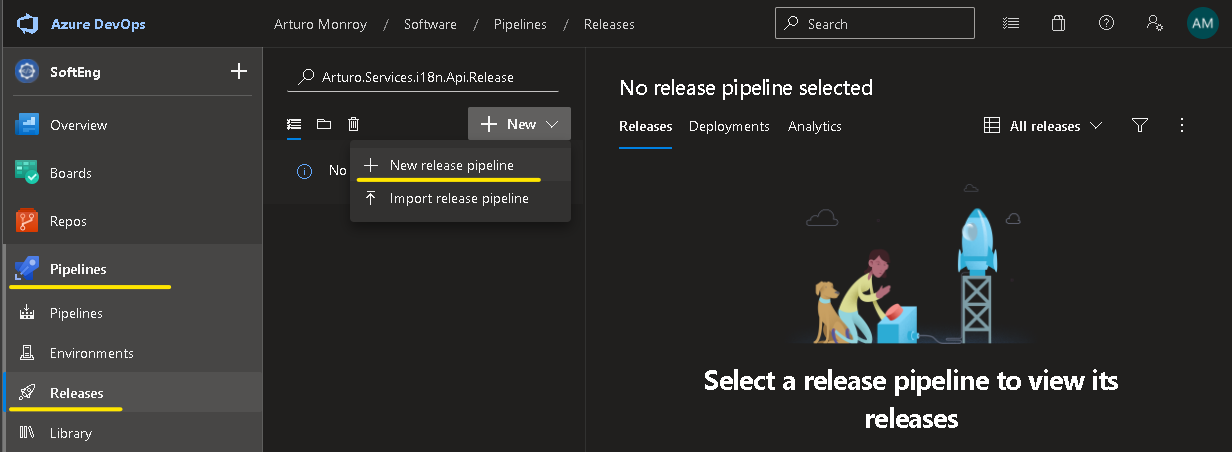 Azure DevOps
Arturo Monroy / Software / Pipelines / Releases
Search
AM
SoftEng
Overview
Boards
Repos
Pipelines
Pipelines
Environments
Releases
Library
Arturo.Services.i18n.Api.Release
New
No
New release pipeline
Import release pipeline
No release pipeline selected
Releases Deployments Analytics
All releases
Select a release pipeline to view its
releases